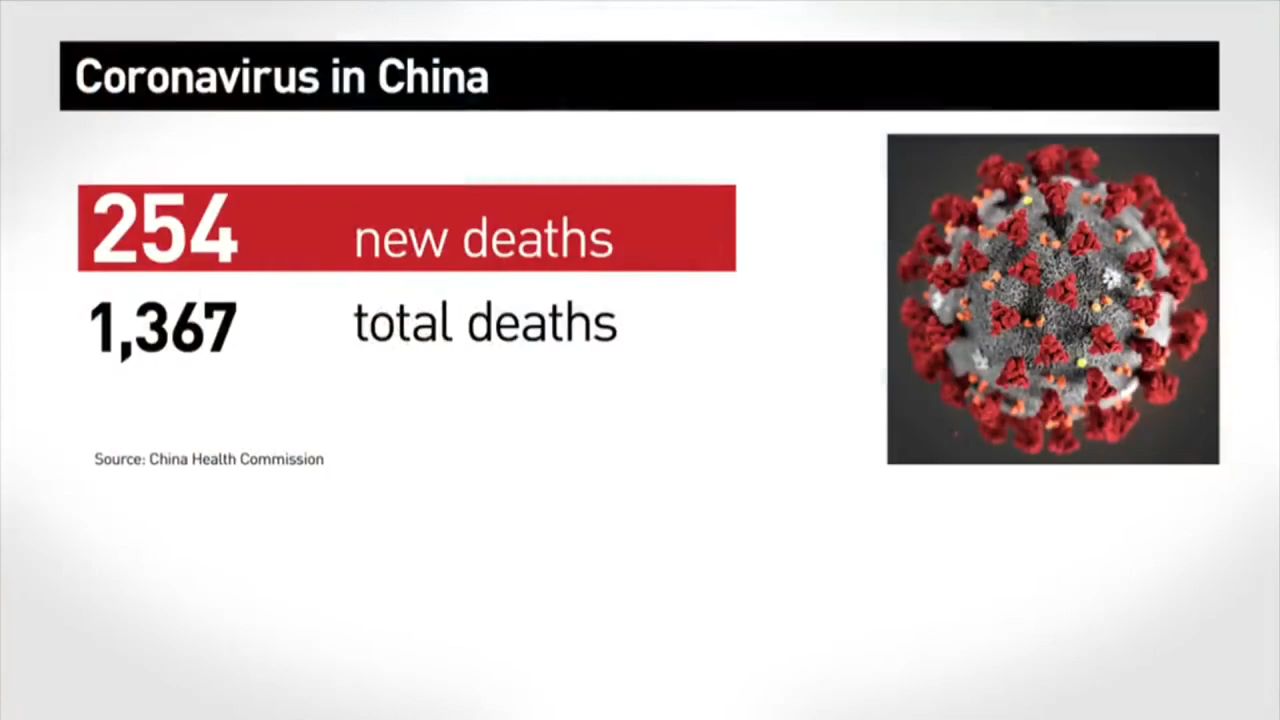 Coronavirus in China
254 new deaths
1,367 total deaths
Source: China Health Commission